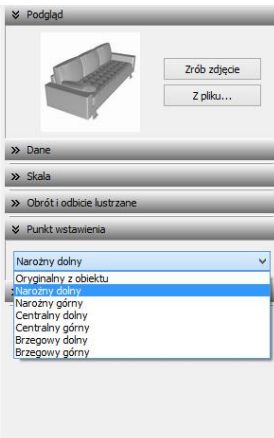 Podgląd
Zrób zdjęcie
Z pliku...
Dane
Skala
Obrót i odbicie lustrzane
Punkt wstawienia
Narożny dolny
Oryginalny z obiektu
Narożny dolny
Narożny górny
Centralny dolny
Centralny górny
Brzegowy dolny
Brzegowy górny